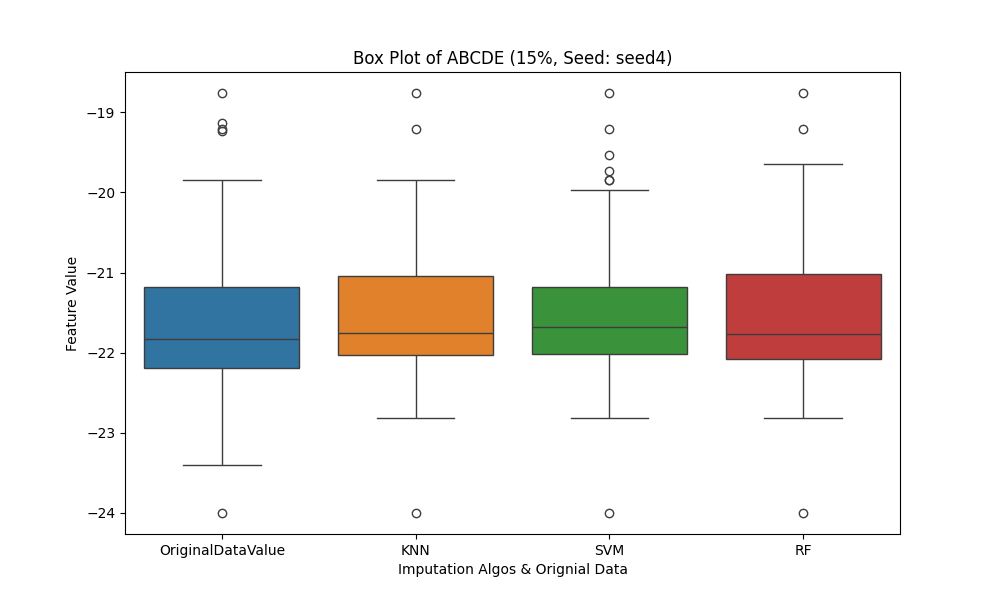 Box Plot of ABCDE (15%, Seed: seed4)
−19
−20
−21
−22
−23
−24
Feature Value
OriginalDataValue
KNN
SVM
RF
Imputation Algos & Orignial Data